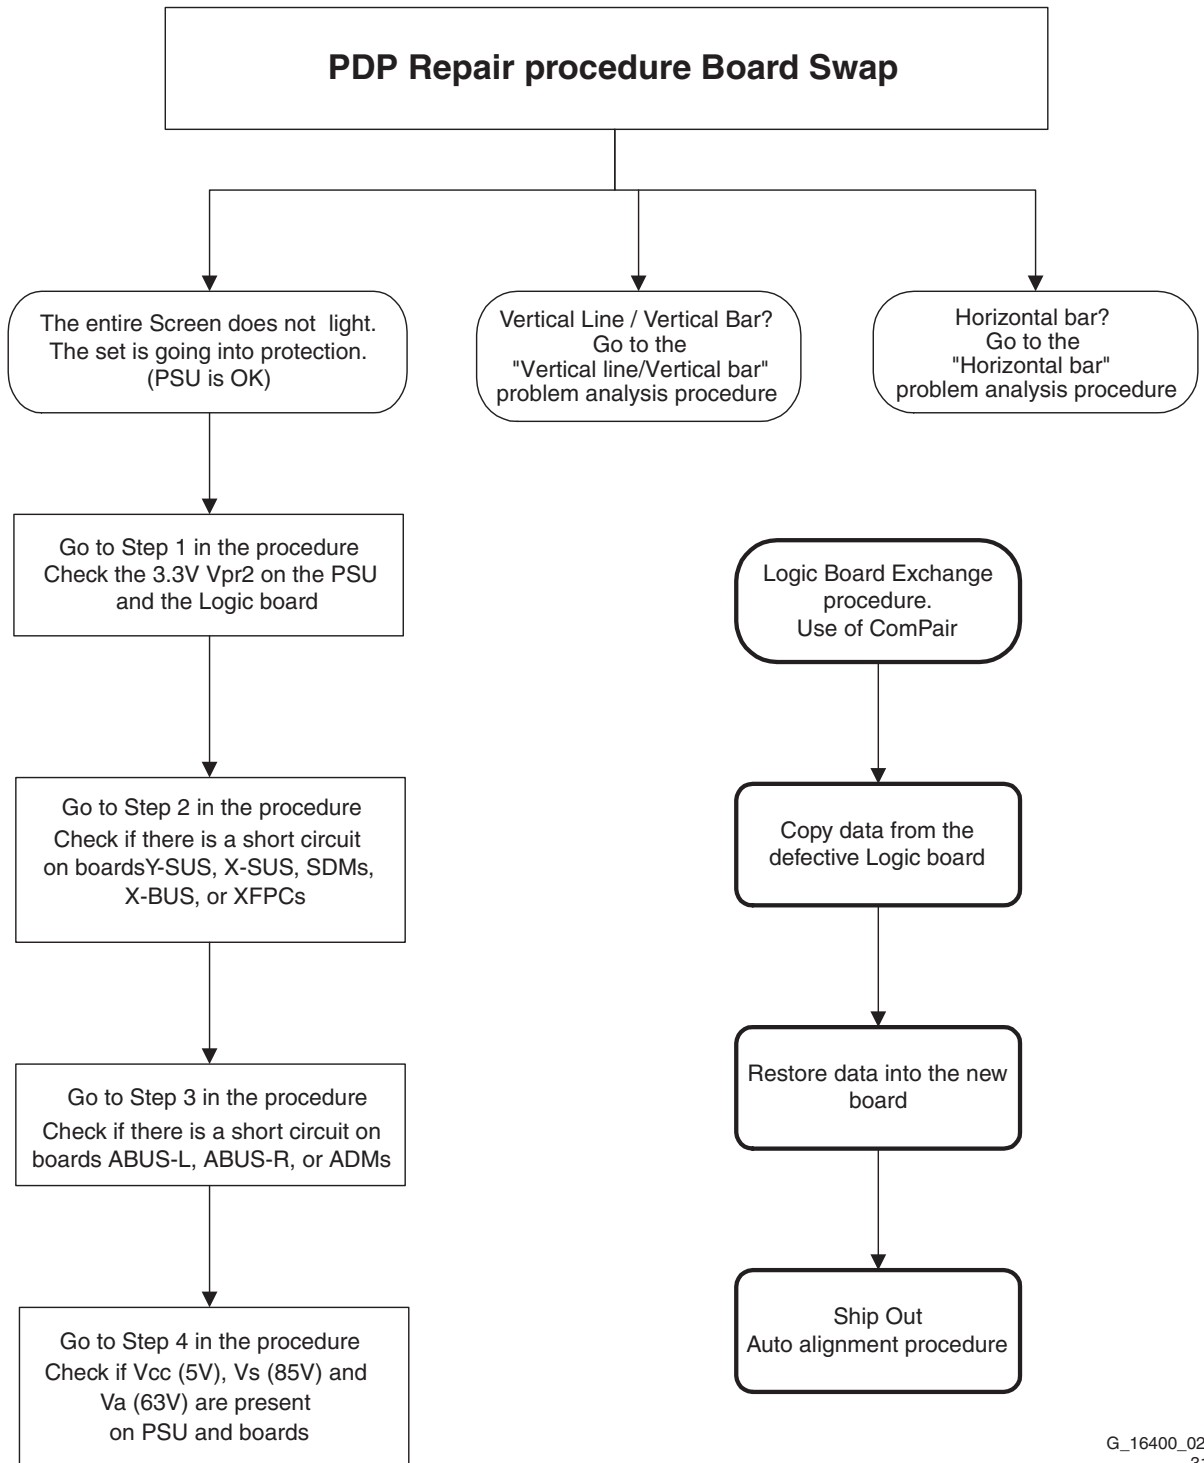 PDP Repair procedure Board Swap
The entire Screen does not light.
The set is going into protection.
(PSU is OK)
Vertical Line / Vertical Bar?
Go to the
"Vertical line/Vertical bar"
problem analysis procedure
Horizontal bar?
Go to the
"Horizontal bar"
problem analysis procedure
Go to Step 1 in the procedure
Check the 3.3V Vpr2 on the PSU
and the Logic board
Go to Step 2 in the procedure
Check if there is a short circuit
on boardsY-SUS, X-SUS, SDMs,
X-BUS, or XFPCs
Go to Step 3 in the procedure
Check if there is a short circuit on
boards ABUS-L, ABUS-R, or ADMs
Go to Step 4 in the procedure
Check if Vcc (5V), Vs (85V) and
Va (63V) are present
on PSU and boards
Logic Board Exchange
procedure.
Use of ComPair
Copy data from the
defective Logic board
Restore data into the new
board
Ship Out
Auto alignment procedure
G_16400_02